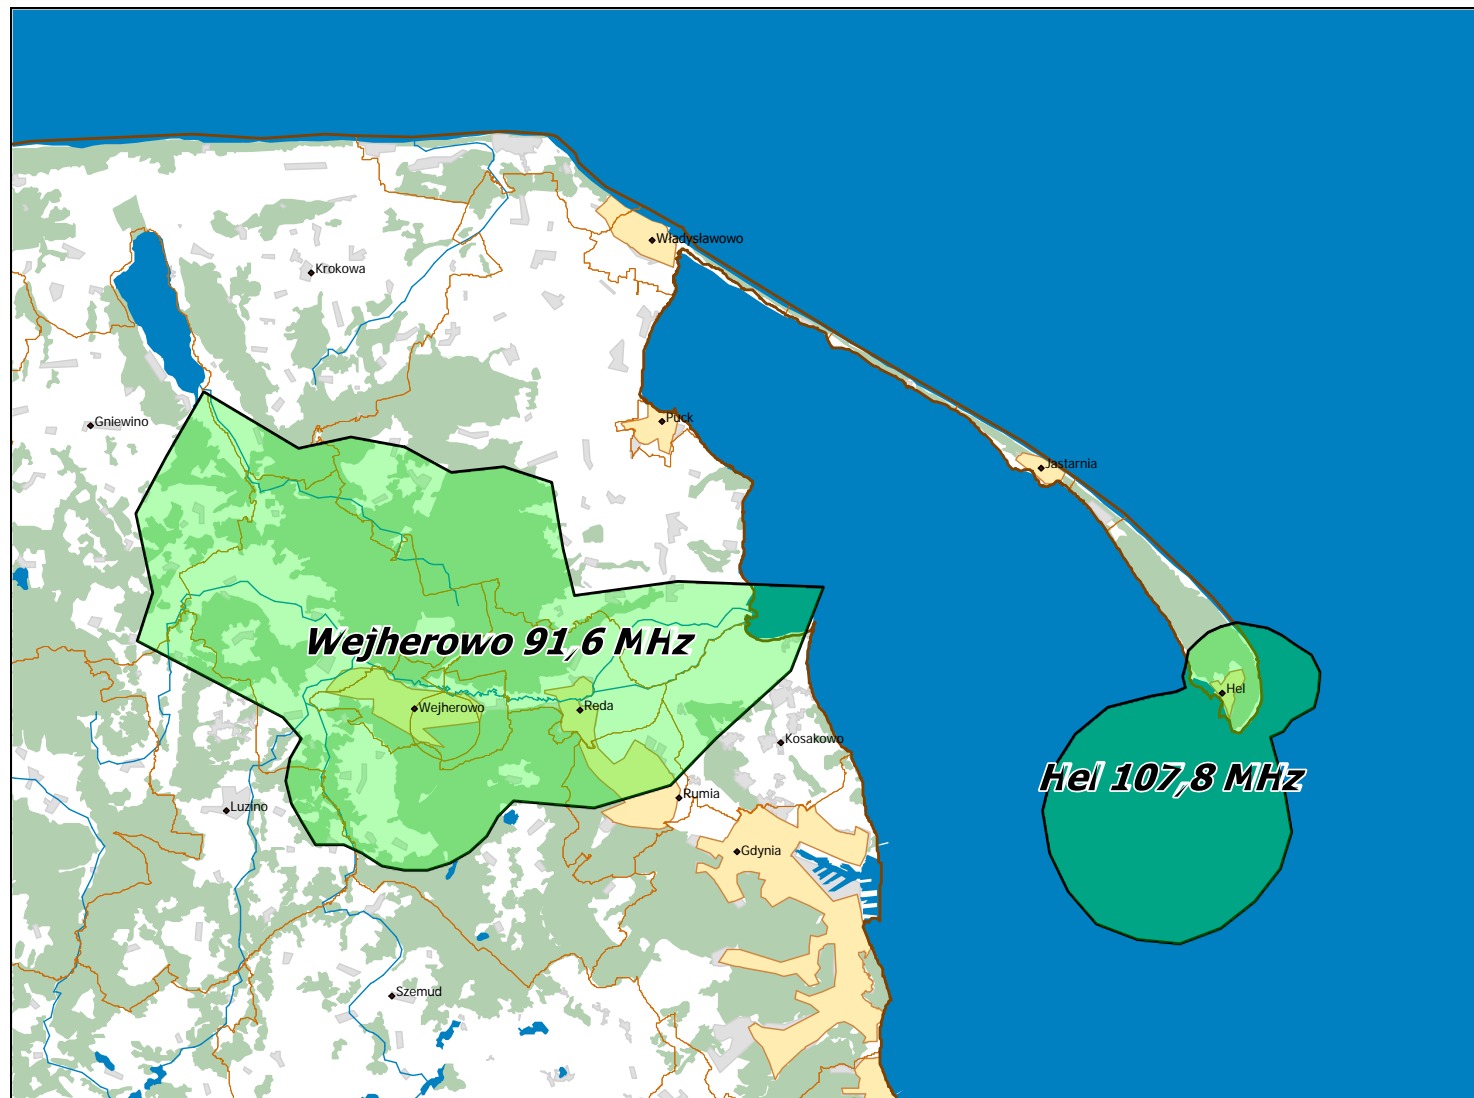 Władysławowo
Krokowa
Gniewino
Puck
Jastarnia
Wejherowo 91,6 MHz
Hel
Wejherowo
Reda
Kosakowo
Hel 107,8 MHz
Rumia
Luzino
Gdynia
Szemud